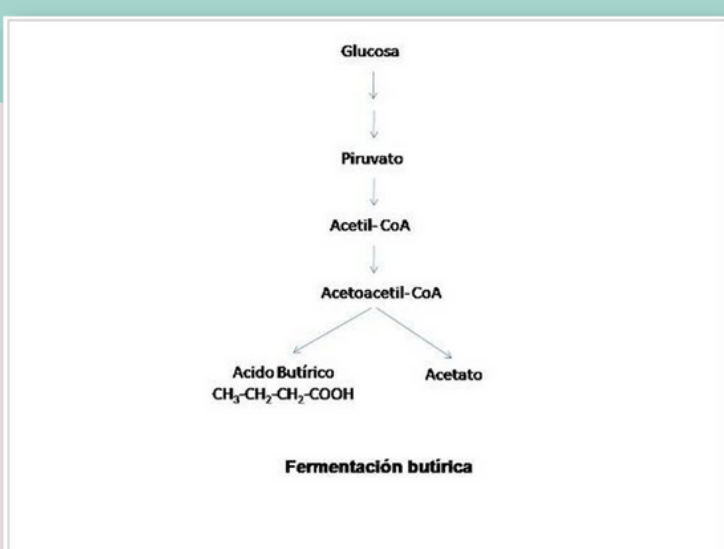 Glucosa
Piruvato
Acetil-CoA
Acetoacetil-CoA
Acido Butírico
CH₃-CH₂-CH₂-COOH
Acetato
Fermentación butírica